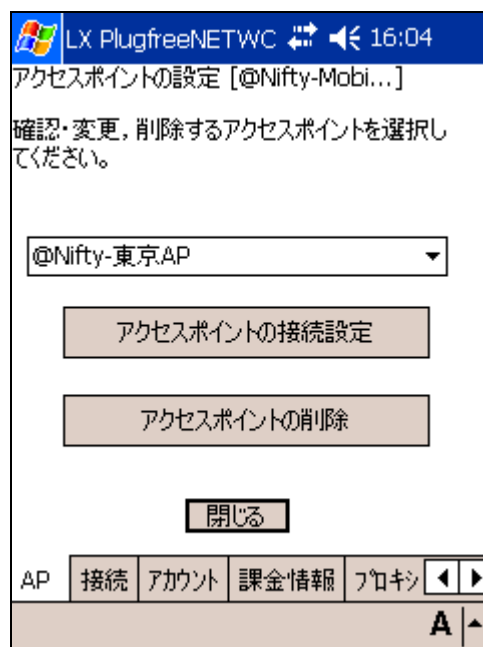 LX PlugfreeNETWC 16:04
アクセスポイントの設定 [@Nifty-Mobi...]
確認・変更,削除するアクセスポイントを選択し
てください。
@Nifty-東京AP
アクセスポイントの接続設定
アクセスポイントの削除
閉じる
AP 接続 アカウント 課金情報 プロキシ
A